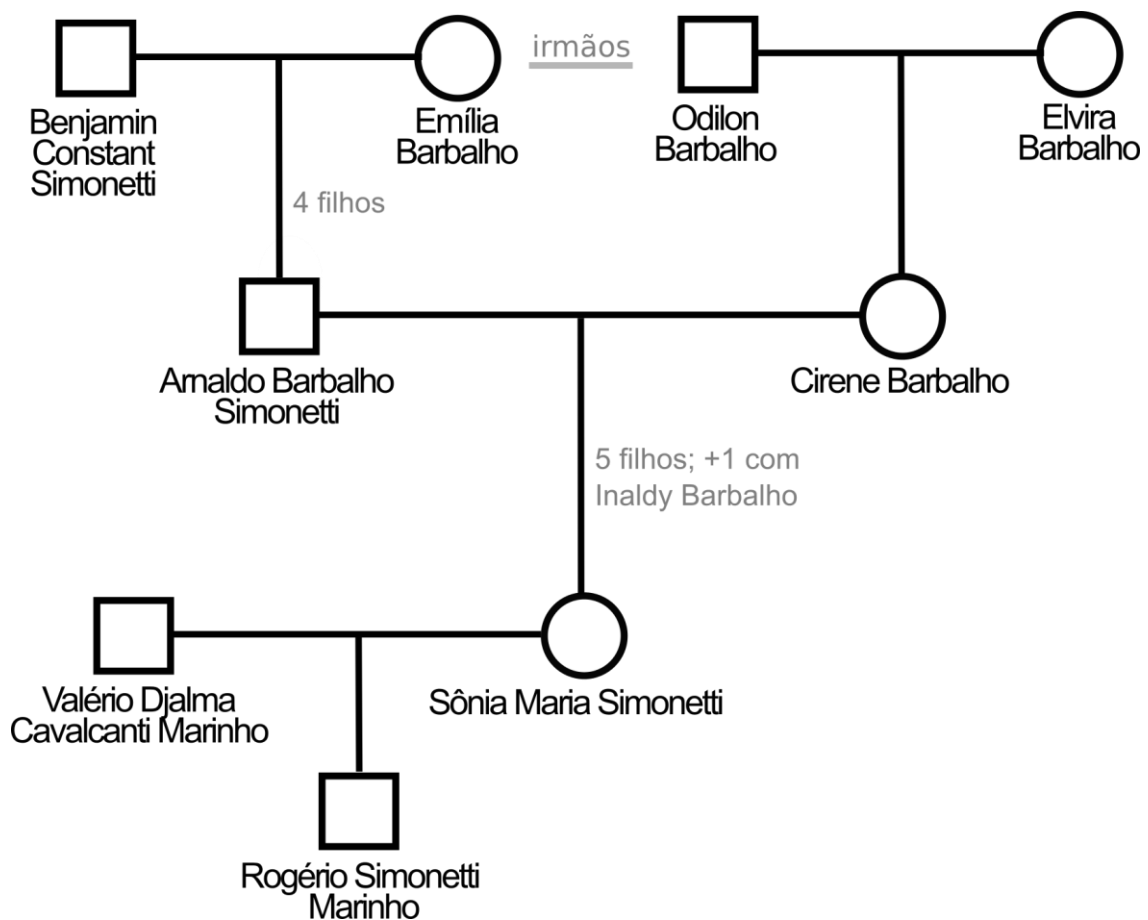 irmãos
Benjamin
Constant
Simonetti
Emília
Barbalho
Odilon
Barbalho
Elvira
Barbalho
4 filhos
Arnaldo Barbalho
Simonetti
Cirene Barbalho
5 filhos; +1 com
Inaldy Barbalho
Valério Djalma
Cavalcanti Marinho
Sônia Maria Simonetti
Rogério Simonetti
Marinho